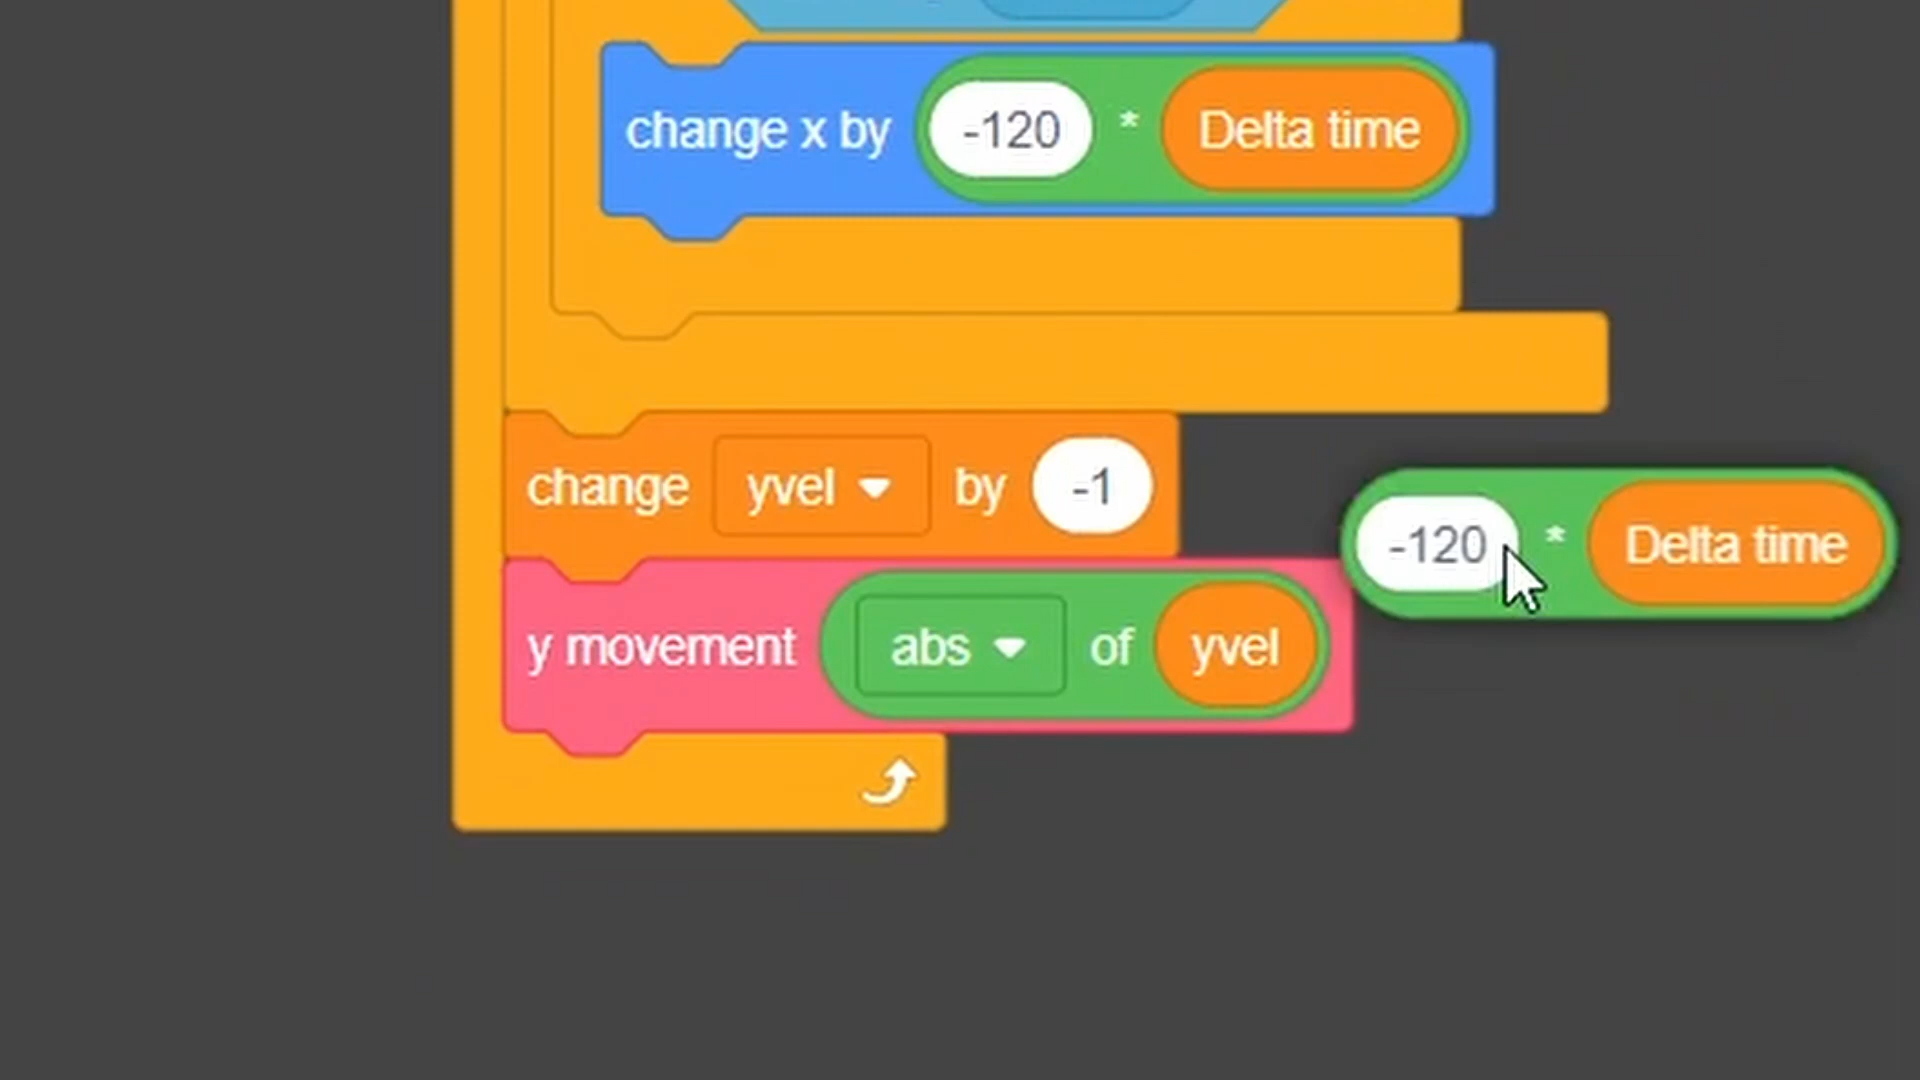 change x by -120 * Delta time
change yvel by -1
-120 * Delta time
y movement abs of yvel